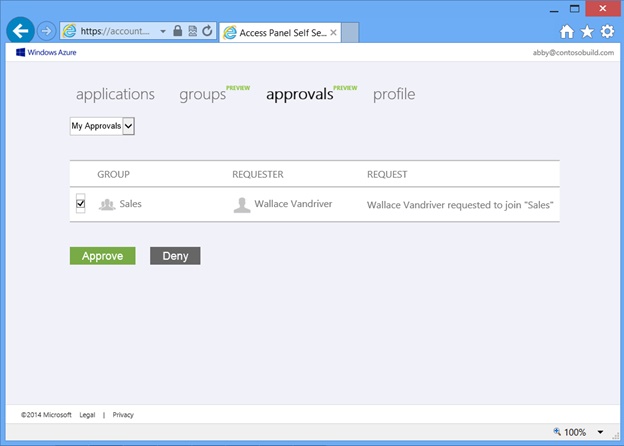 https://account....
Access Panel Self Se...
Windows Azure
abby@contosobuild.com
applications groups PREVIEW approvals PREVIEW profile
My Approvals
GROUP REQUESTER REQUEST
Sales Wallace Vandriver Wallace Vandriver requested to join "Sales"
Approve Deny
©2014 Microsoft Legal | Privacy
100%